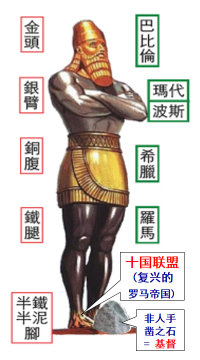 金頭
銀臂
銅腹
鐵腿
半鐵
半泥
腳
巴比倫
瑪代
波斯
希臘
羅馬
十国联盟
(复兴的
罗马帝国)
非人手
凿之石
= 基督